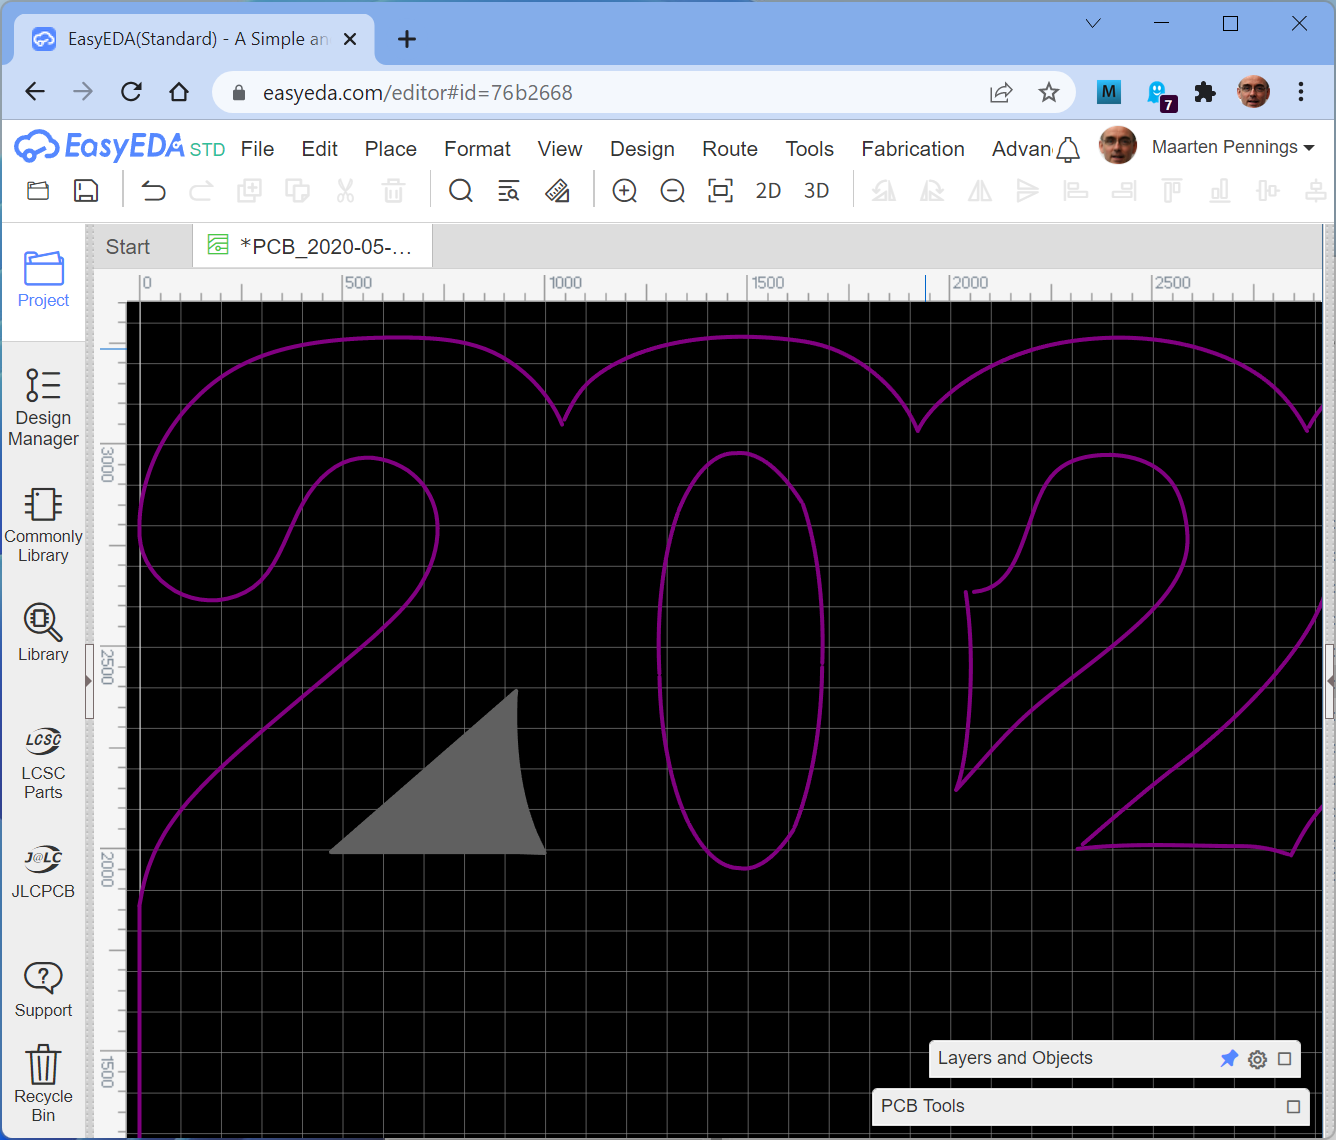 EasyEDA(Standard) - A Simple an
easyeda.com/editor#id=76b2668
M
7
EasyEDA STD File Edit Place Format View Design Route Tools Fabrication Advan Maarten Pennings
2D 3D
Start *PCB_2020-05-...
0 500 1000 1500 2000 2500
Project
Design
Manager
3000
Commonly
Library
Library
2500
LCSC
LCSC
Parts
J@LC
2000
JLCPCB
Support
1500
Layers and Objects
PCB Tools
Recycle
Bin